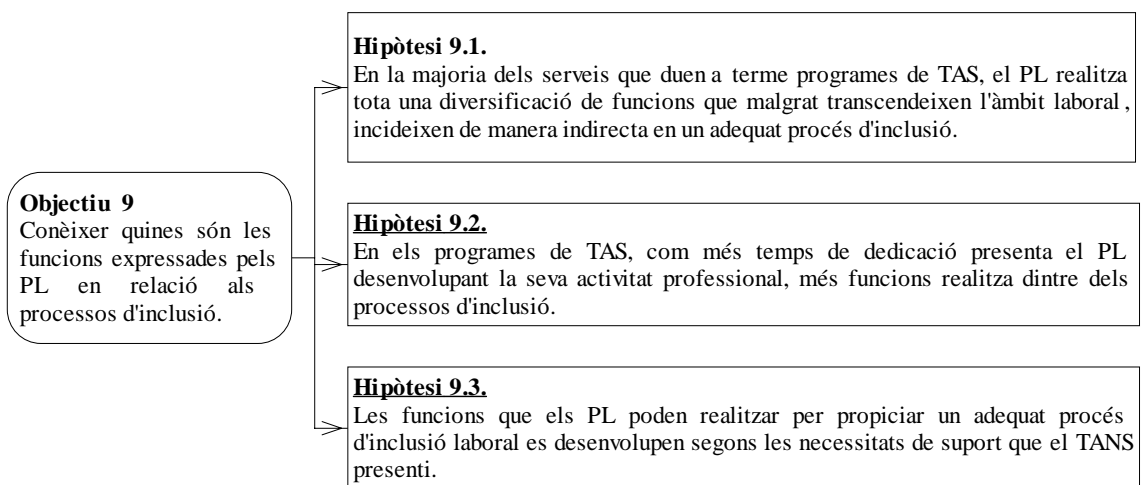 Objectiu 9
Conèixer quines són les
funcions expressades pels
PL en relació als
processos d'inclusió.
Hipòtesi 9.1.
En la majoria dels serveis que duen a terme programes de TAS, el PL realitza
tota una diversificació de funcions que malgrat transcendeixen l'àmbit laboral,
incideixen de manera indirecta en un adequat procés d'inclusió.
Hipòtesi 9.2.
En els programes de TAS, com més temps de dedicació presenta el PL
desenvolupant la seva activitat professional, més funcions realitza dintre dels
processos d'inclusió.
Hipòtesi 9.3.
Les funcions que els PL poden realitzar per propiciar un adequat procés
d'inclusió laboral es desenvolupen segons les necessitats de suport que el TANS
presenti.